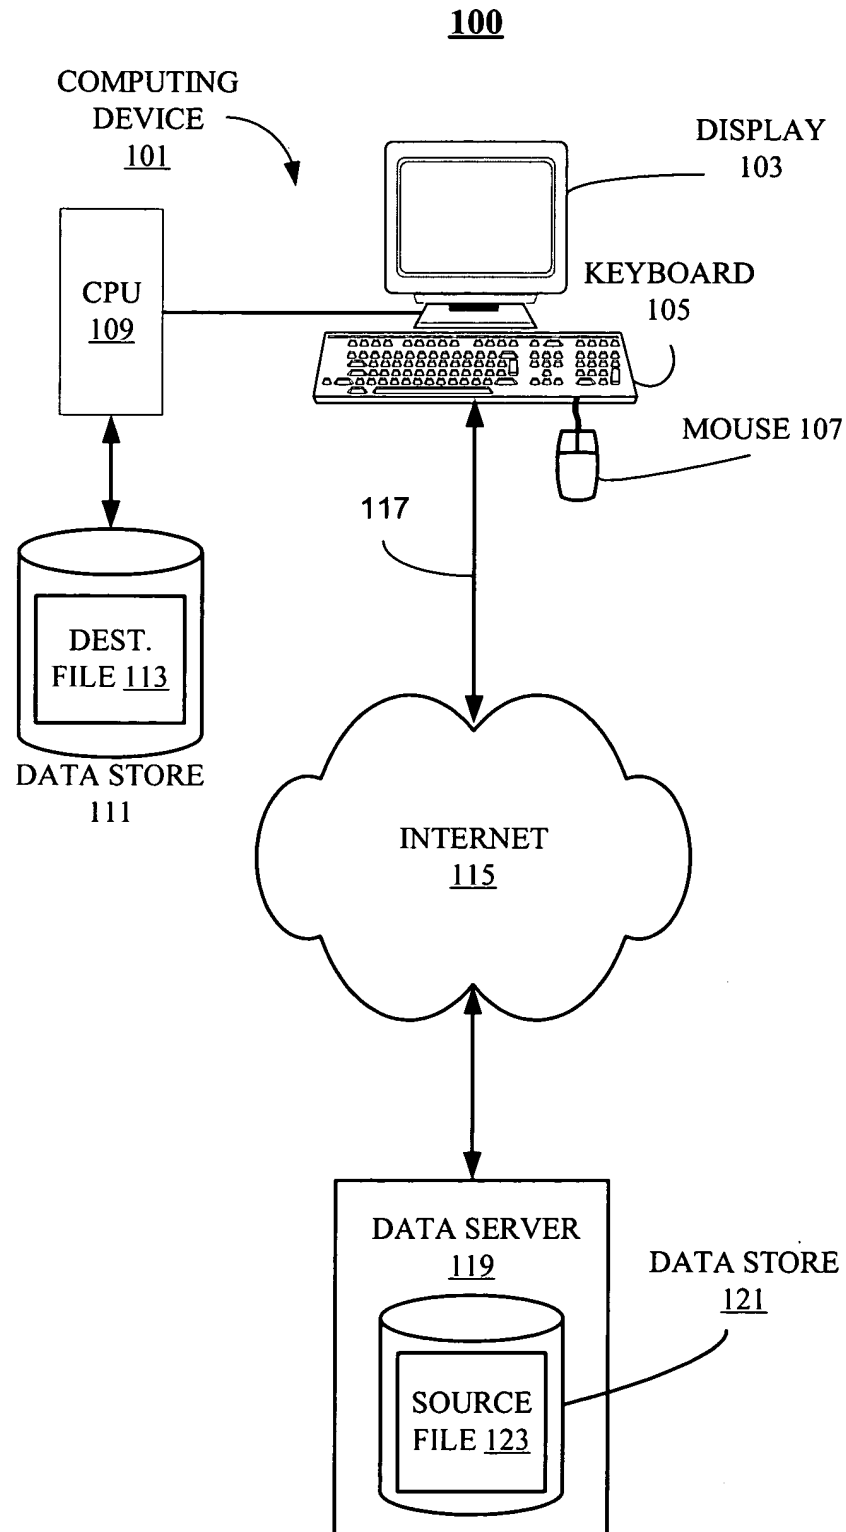 100
COMPUTING
DEVICE
101
DISPLAY
103
KEYBOARD
105
CPU
109
MOUSE 107
117
DEST.
FILE 113
DATA STORE
111
INTERNET
115
DATA SERVER
119
DATA STORE
121
SOURCE
FILE 123